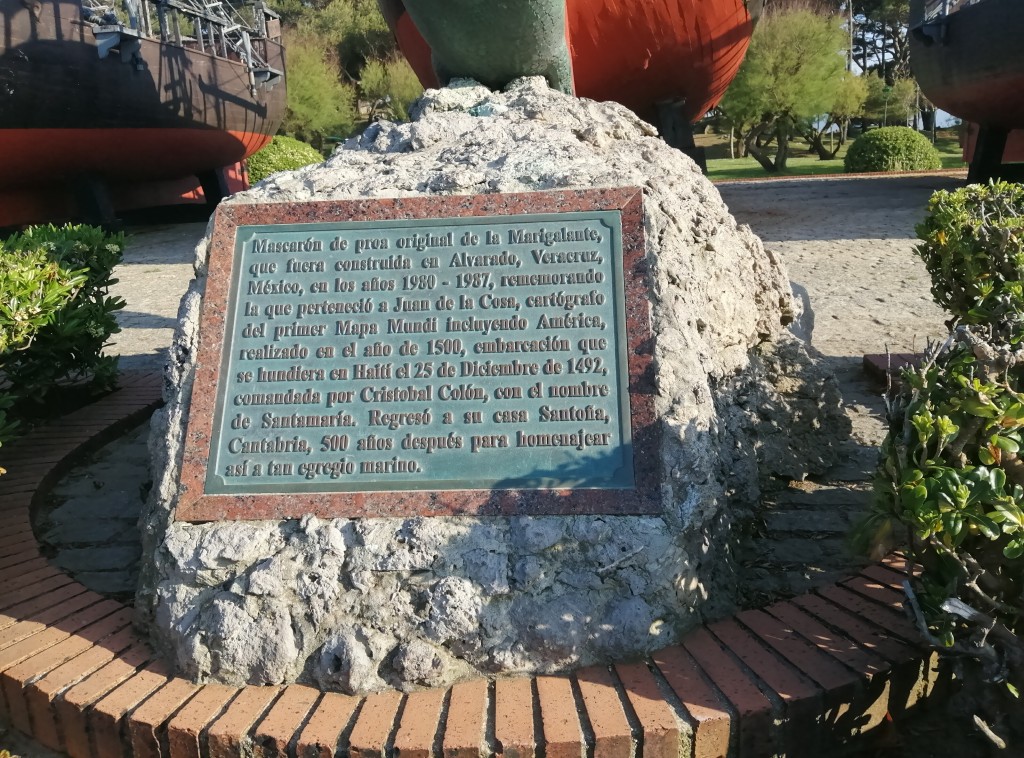 Mascarón de proa original de la Marigalante,
que fuera construida en Alvarado, Veracruz,
México, en los años 1980 - 1987, rememorando
la que perteneció a Juan de la Cosa, cartógrafo
del primer Mapa Mundi incluyendo América,
realizado en el año de 1500, embarcación que
se hundiera en Haití el 25 de Diciembre de 1492,
comandada por Cristobal Colón, con el nombre
de Santamaría. Regresó a su casa Santoña,
Cantabria, 500 años después para homenajear
así a tan egregio marino.